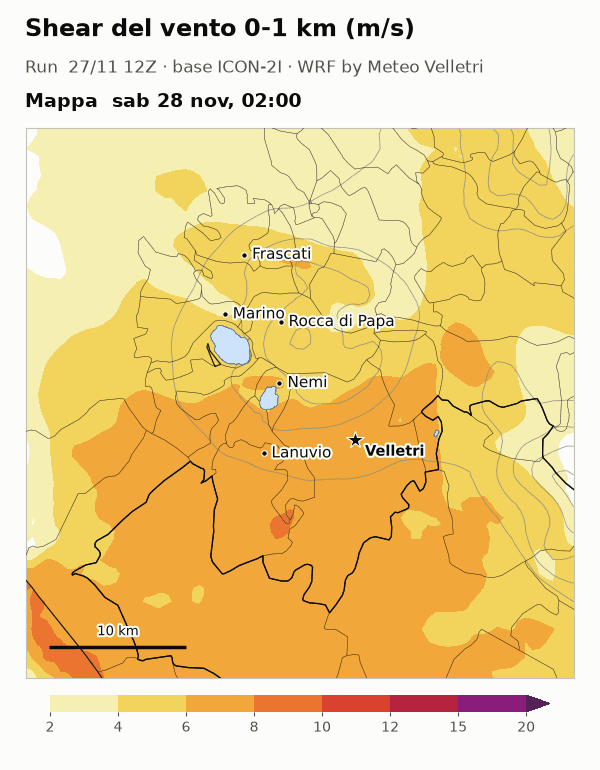 Shear del vento 0-1 km (m/s)
Run  27/11 12Z · base ICON-2I · WRF by Meteo Velletri
Mappa  sab 28 nov, 02:00
Frascati
Marino
Rocca di Papa
Nemi
Velletri
Lanuvio
10 km
2 4 6 8 10 12 15 20